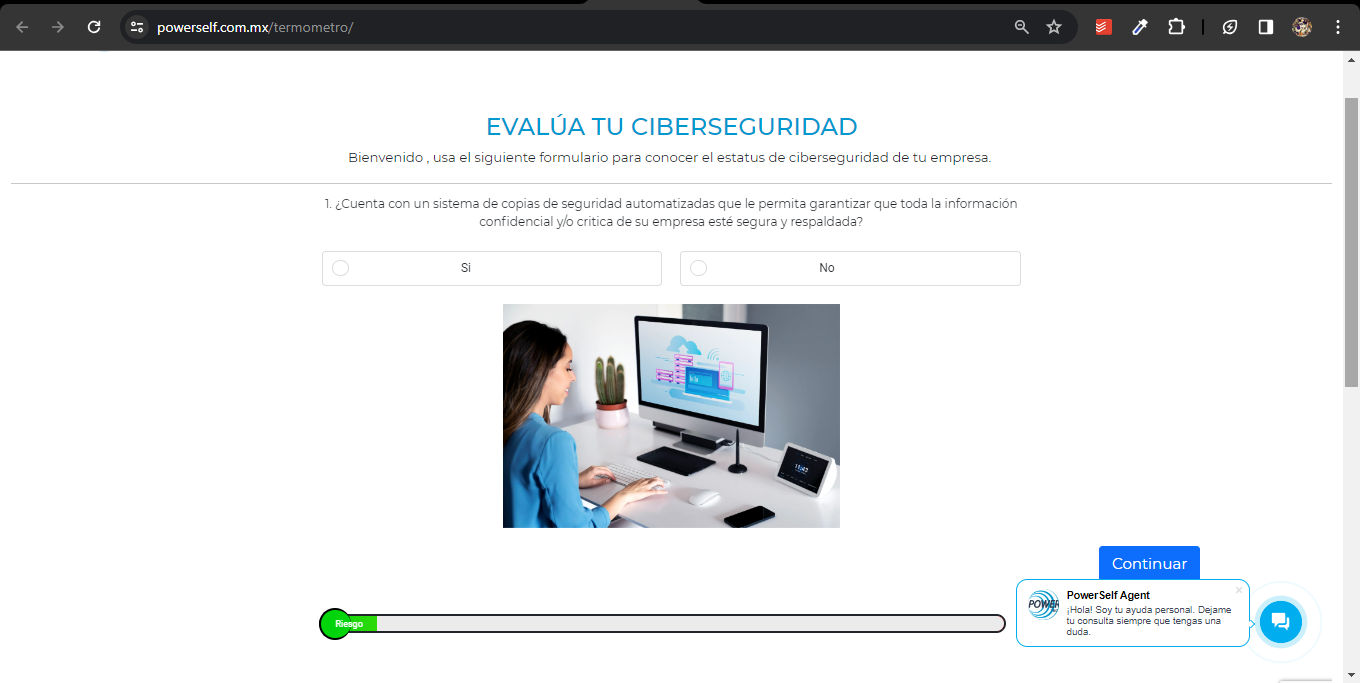 powerself.com.mx/termometro/
EVALÚA TU CIBERSEGURIDAD
Bienvenido , usa el siguiente formulario para conocer el estatus de ciberseguridad de tu empresa.
1. ¿Cuenta con un sistema de copias de seguridad automatizadas que le permita garantizar que toda la información
confidencial y/o critica de su empresa esté segura y respaldada?
Si
No
11:42
Continuar
POWER
PowerSelf Agent
¡Hola! Soy tu ayuda personal. Dejame
tu consulta siempre que tengas una
duda.
Riesgo